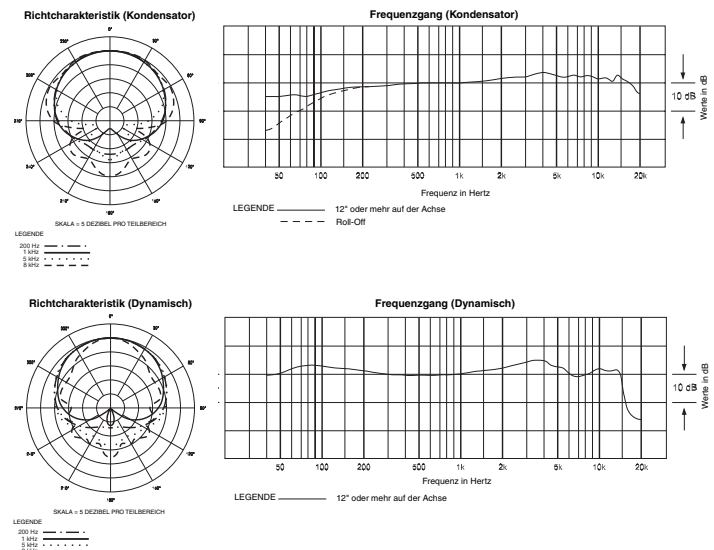 Richtcharakteristik (Kondensator)
Frequenzgang (Kondensator)
0°
10 dB
Werte in dB
50 100 200 500 1k 2k 5k 10k 20k
Frequenz in Hertz
SKALA = 5 DEZIBEL PRO TEILBEREICH
LEGENDE
200 Hz
1 kHz
5 kHz
8 kHz
LEGENDE 12" oder mehr auf der Achse
Roll-Off
Richtcharakteristik (Dynamisch)
Frequenzgang (Dynamisch)
10 dB
Werte in dB
50 100 200 500 1k 2k 5k 10k 20k
Frequenz in Hertz
SKALA = 5 DEZIBEL PRO TEILBEREICH
LEGENDE
200 Hz
1 kHz
5 kHz
LEGENDE 12" oder mehr auf der Achse